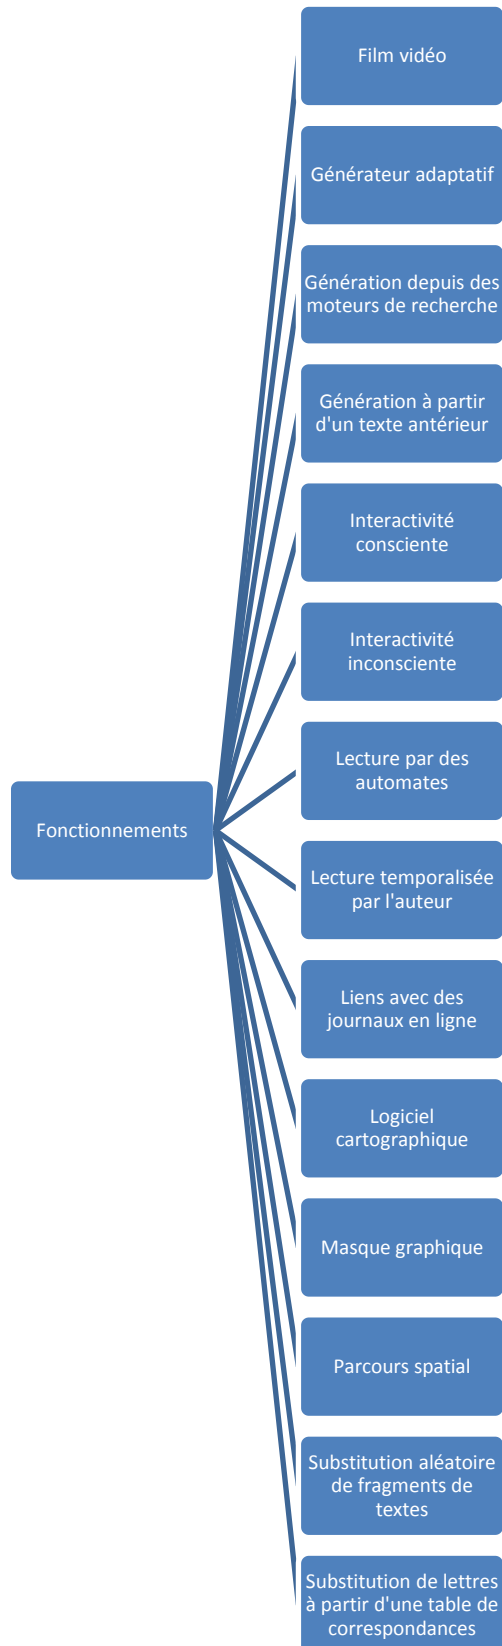 Film vidéo
Générateur adaptatif
Génération depuis des
moteurs de recherche
Génération à partir
d'un texte antérieur
Interactivité
consciente
Interactivité
inconsciente
Lecture par des
automates
Fonctionnements
Lecture temporalisée
par l'auteur
Liens avec des
journaux en ligne
Logiciel
cartographique
Masque graphique
Parcours spatial
Substitution aléatoire
de fragments de
textes
Substitution de lettres
à partir d'une table de
correspondances